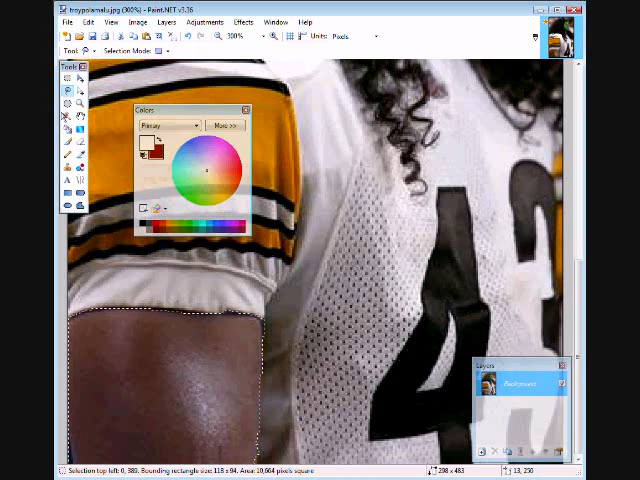 troypolamalu.jpg (300%) - Paint.NET v3.36
File Edit View Image Layers Adjustments Effects Window Help
300% Units: Pixels
Tool: Selection Mode:
Tools
Colors
Primary More >>
43
Layers
Background
Selection top left: 0, 389. Bounding rectangle size: 118 x 94, Area: 10,664 pixels square 298 x 483 13, 250